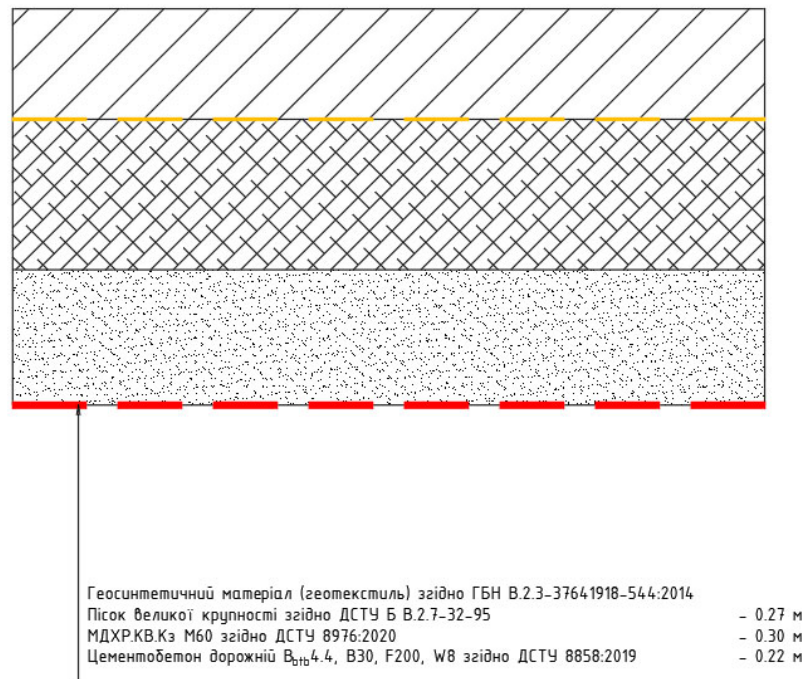 Геосинтетичний матеріал (геотекстиль) згідно ГБН В.2.3-37641918-544:2014
Пісок великої крупності згідно ДСТУ Б В.2.7-32-95 - 0.27 м
МДХР.КВ.Кз М60 згідно ДСТУ 8976:2020 - 0.30 м
Цементобетон дорожній Bbtb4.4, В30, F200, W8 згідно ДСТУ 8858:2019 - 0.22 м